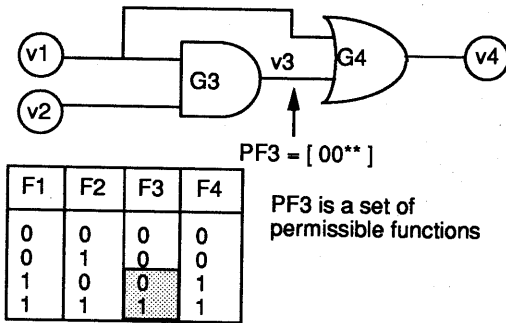 v1
v2
G3
v3
G4
v4
PF3 = [ 00** ]
F1 F2 F3 F4
0 0 0 0
0 1 0 0
1 0 0 1
1 1 1 1
PF3 is a set of
permissible functions